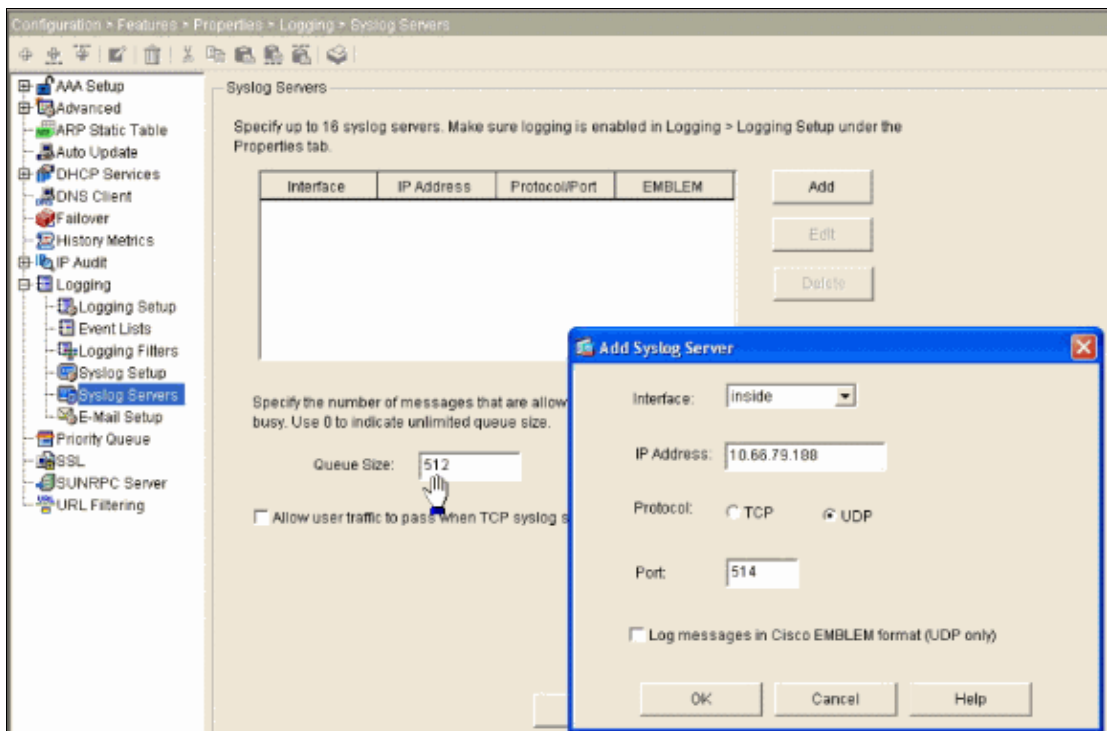 Configuration > Features > Properties > Logging > Syslog Servers
AAA Setup
Advanced
ARP Static Table
Auto Update
DHCP Services
DNS Client
Failover
History Metrics
IP Audit
Logging
Logging Setup
Event Lists
Logging Filters
Syslog Setup
Syslog Servers
E-Mail Setup
Priority Queue
SSL
SUNRPC Server
URL Filtering
Syslog Servers
Specify up to 16 syslog servers. Make sure logging is enabled in Logging > Logging Setup under the
Properties tab.
Interface IP Address Protocol/Port EMBLEM
Add
Edit
Delete
Specify the number of messages that are allow
busy. Use 0 to indicate unlimited queue size.
Queue Size: 512
Allow user traffic to pass when TCP syslog s
Add Syslog Server
Interface: inside
IP Address: 10.66.79.188
Protocol: TCP UDP
Port: 514
Log messages in Cisco EMBLEM format (UDP only)
OK Cancel Help